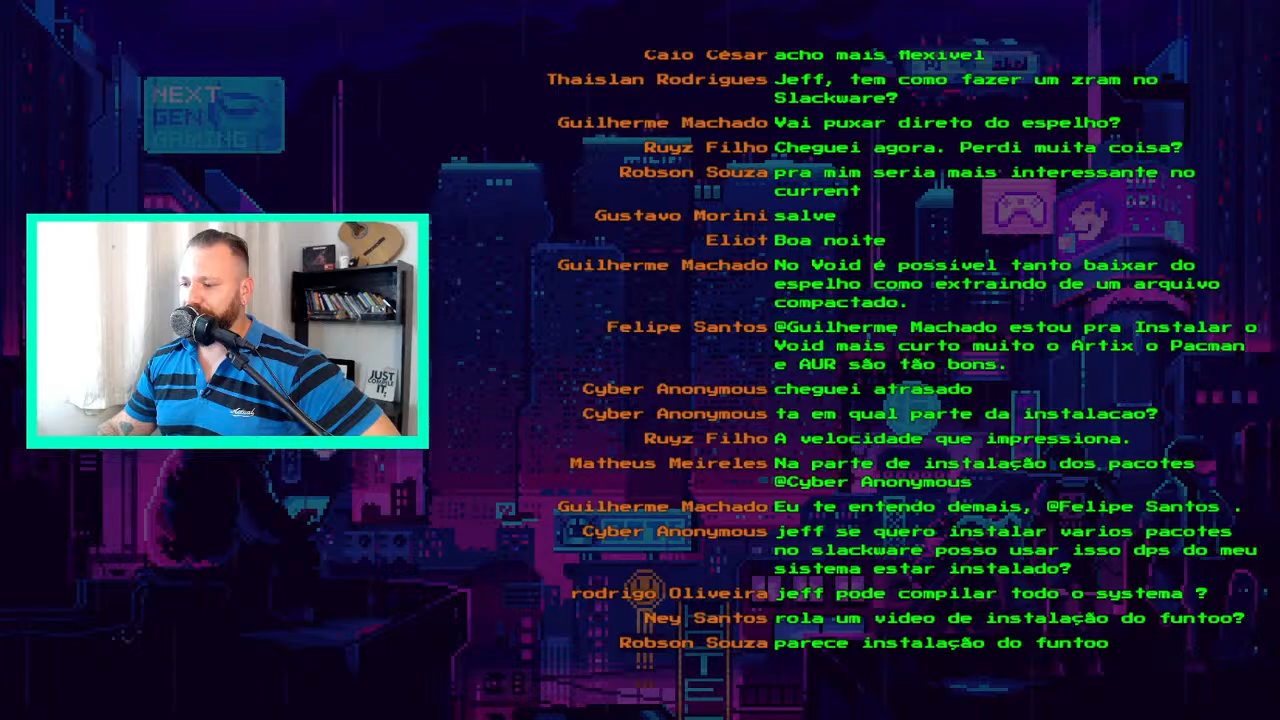 NEXT
GEN
GAMING
JUST
COMPILE
IT,
Caio César acho mais flexivel
Thaislan Rodrigues Jeff, tem como fazer um zram no
Slackware?
Guilherme Machado Vai puxar direto do espelho?
Ruyz Filho Cheguei agora. Perdi muita coisa?
Robson Souza pra mim seria mais interessante no
current
Gustavo Morini salve
Eliot Boa noite
Guilherme Machado No Void é possível tanto baixar do
espelho como extraindo de um arquivo
compactado.
Felipe Santos @Guilherme Machado estou pra Instalar o
Void mais curto muito o Artix o Pacman
e AUR são tão bons.
Cyber Anonymous cheguei atrasado
Cyber Anonymous ta em qual parte da instalacao?
Ruyz Filho A velocidade que impressiona.
Matheus Meireles Na parte de instalação dos pacotes
@Cyber Anonymous
Guilherme Machado Eu te entendo demais, @Felipe Santos .
Cyber Anonymous jeff se quero instalar varios pacotes
no slackware posso usar isso dps do meu
sistema estar instalado?
rodrigo Oliveira jeff pode compilar todo o systema ?
Ney Santos rola um video de instalação do funtoo?
Robson Souza parece instalação do funtoo